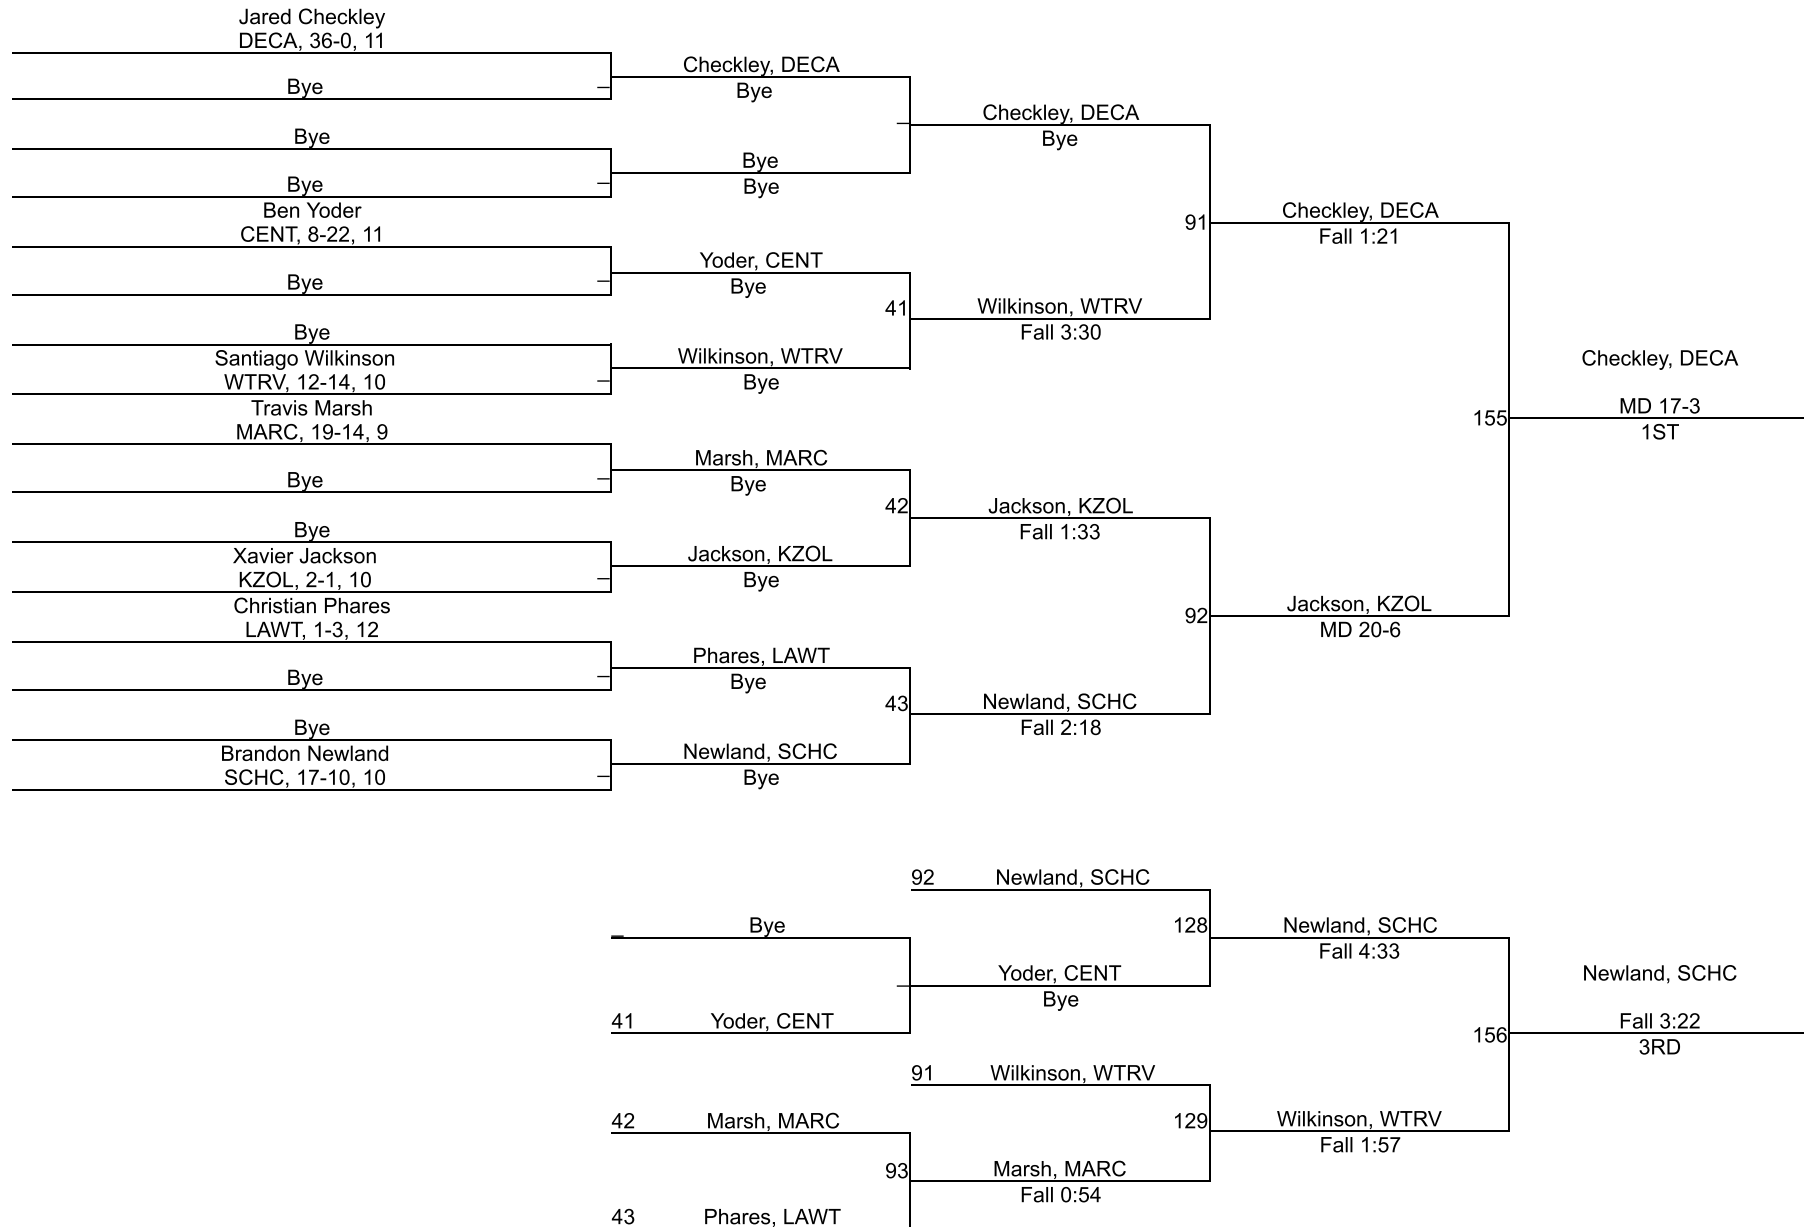 Jared Checkley
DECA, 36-0, 11
Bye
Bye
Bye
Ben Yoder
CENT, 8-22, 11
Bye
Bye
Santiago Wilkinson
WTRV, 12-14, 10
Travis Marsh
MARC, 19-14, 9
Bye
Bye
Xavier Jackson
KZOL, 2-1, 10
Christian Phares
LAWT, 1-3, 12
Bye
Bye
Brandon Newland
SCHC, 17-10, 10
Checkley, DECA
Bye
Bye
Bye
Yoder, CENT
Bye
41
Wilkinson, WTRV
Bye
Marsh, MARC
Bye
42
Jackson, KZOL
Bye
Phares, LAWT
Bye
43
Newland, SCHC
Bye
Checkley, DECA
Bye
91
Wilkinson, WTRV
Fall 3:30
Jackson, KZOL
Fall 1:33
92
Newland, SCHC
Fall 2:18
Checkley, DECA
Fall 1:21
155
Jackson, KZOL
MD 20-6
Checkley, DECA
MD 17-3
1ST
Bye
41 Yoder, CENT
42 Marsh, MARC
93
43 Phares, LAWT
92 Newland, SCHC
128
Yoder, CENT
Bye
91 Wilkinson, WTRV
129
Marsh, MARC
Fall 0:54
Newland, SCHC
Fall 4:33
156
Wilkinson, WTRV
Fall 1:57
Newland, SCHC
Fall 3:22
3RD